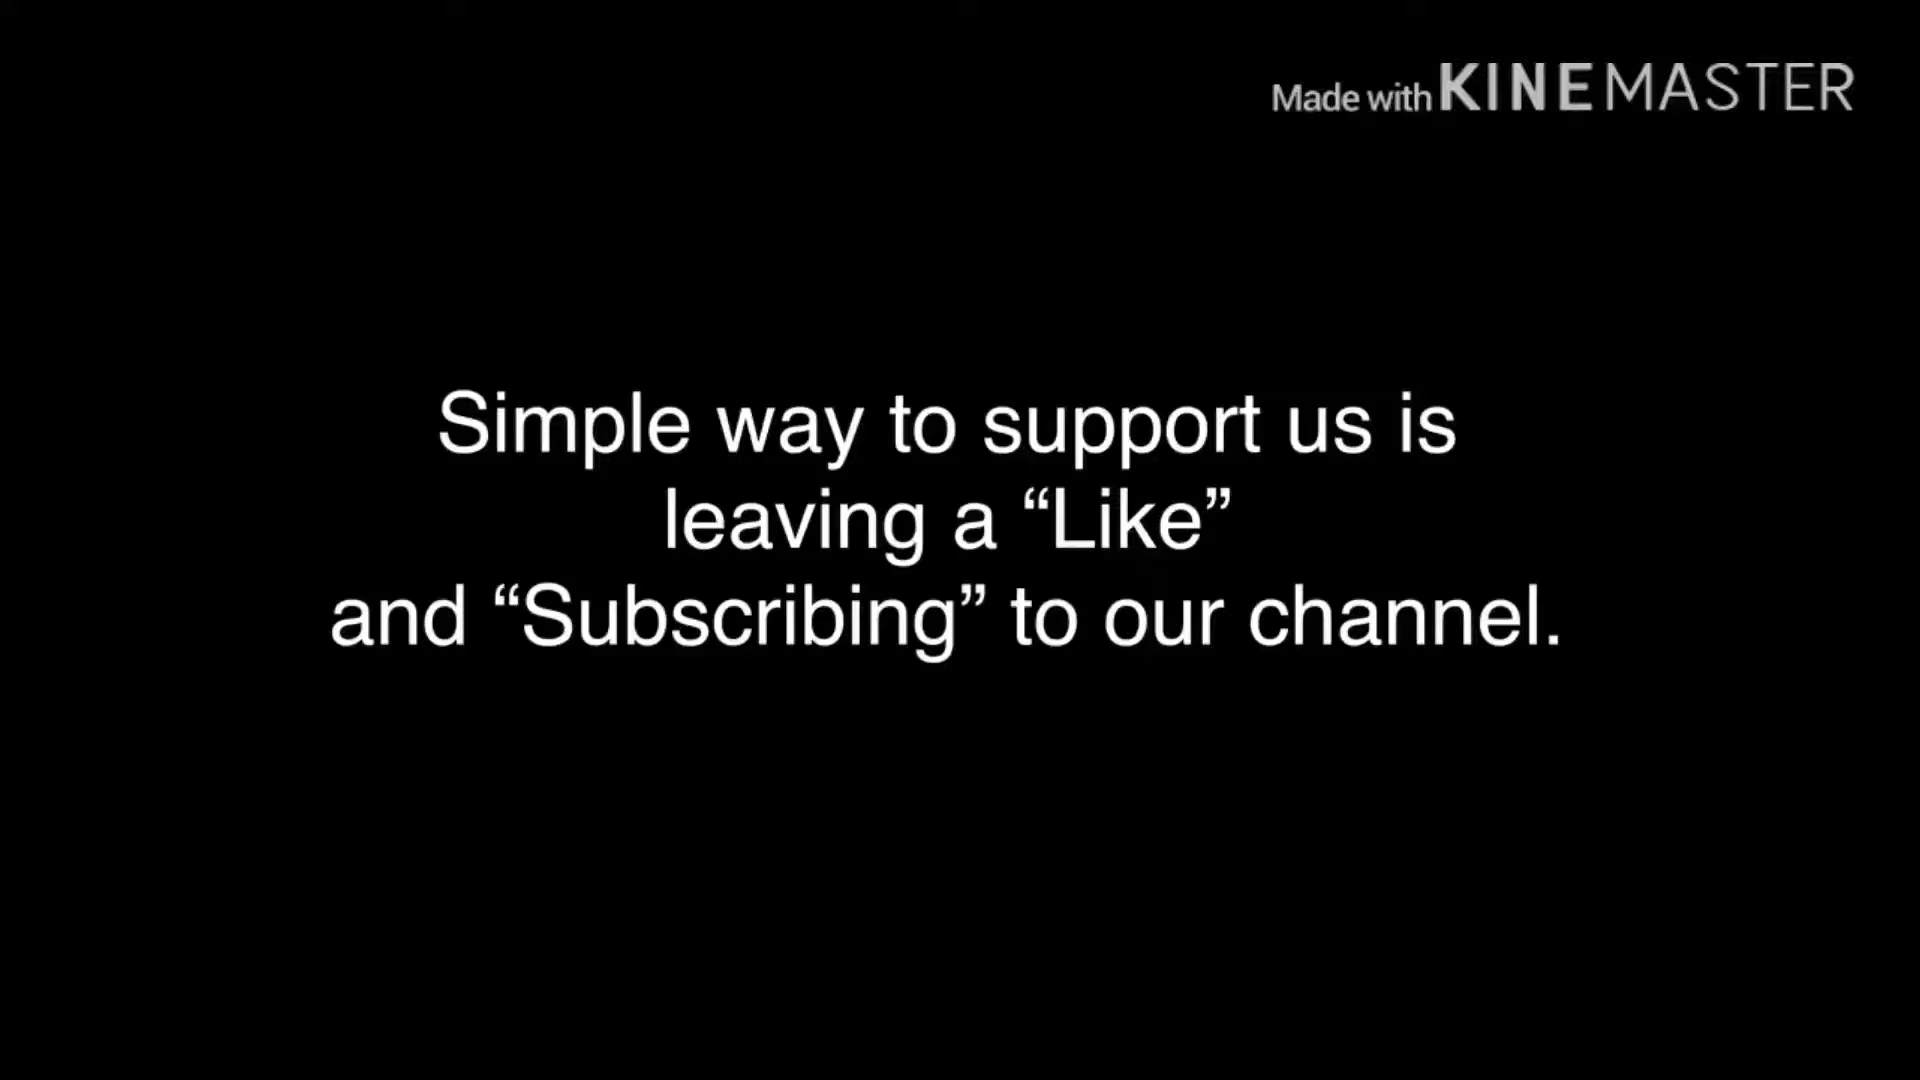 Made with KINEMASTER
Simple way to support us is
leaving a “Like”
and “Subscribing” to our channel.